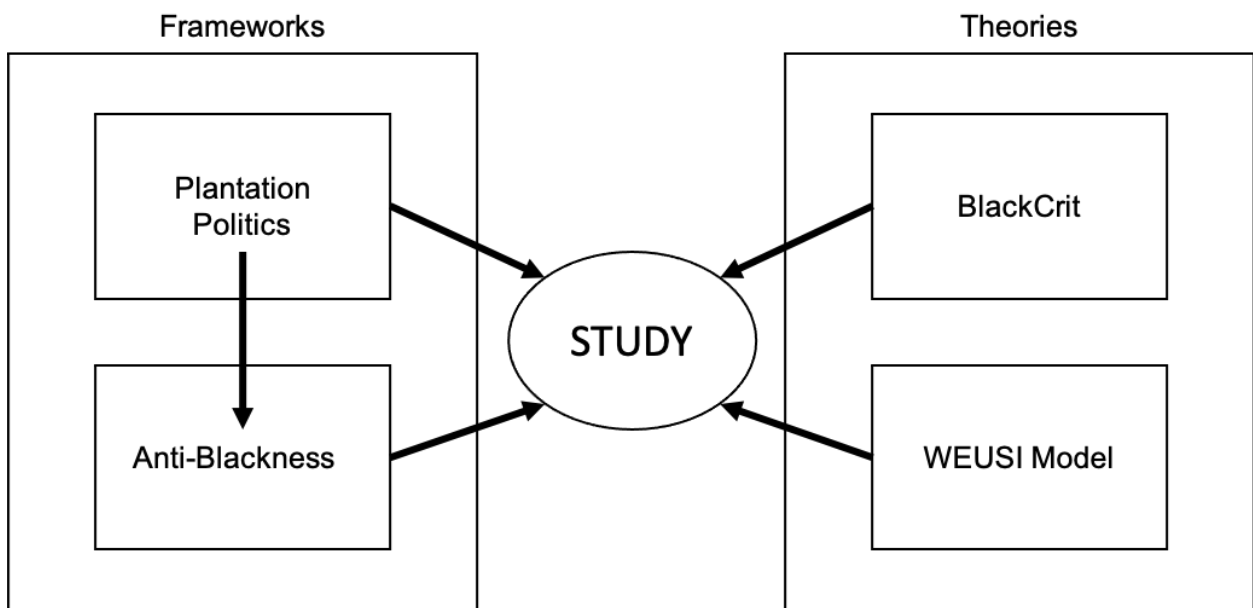 Frameworks
Theories
Plantation
Politics
BlackCrit
STUDY
Anti-Blackness
WEUSI Model